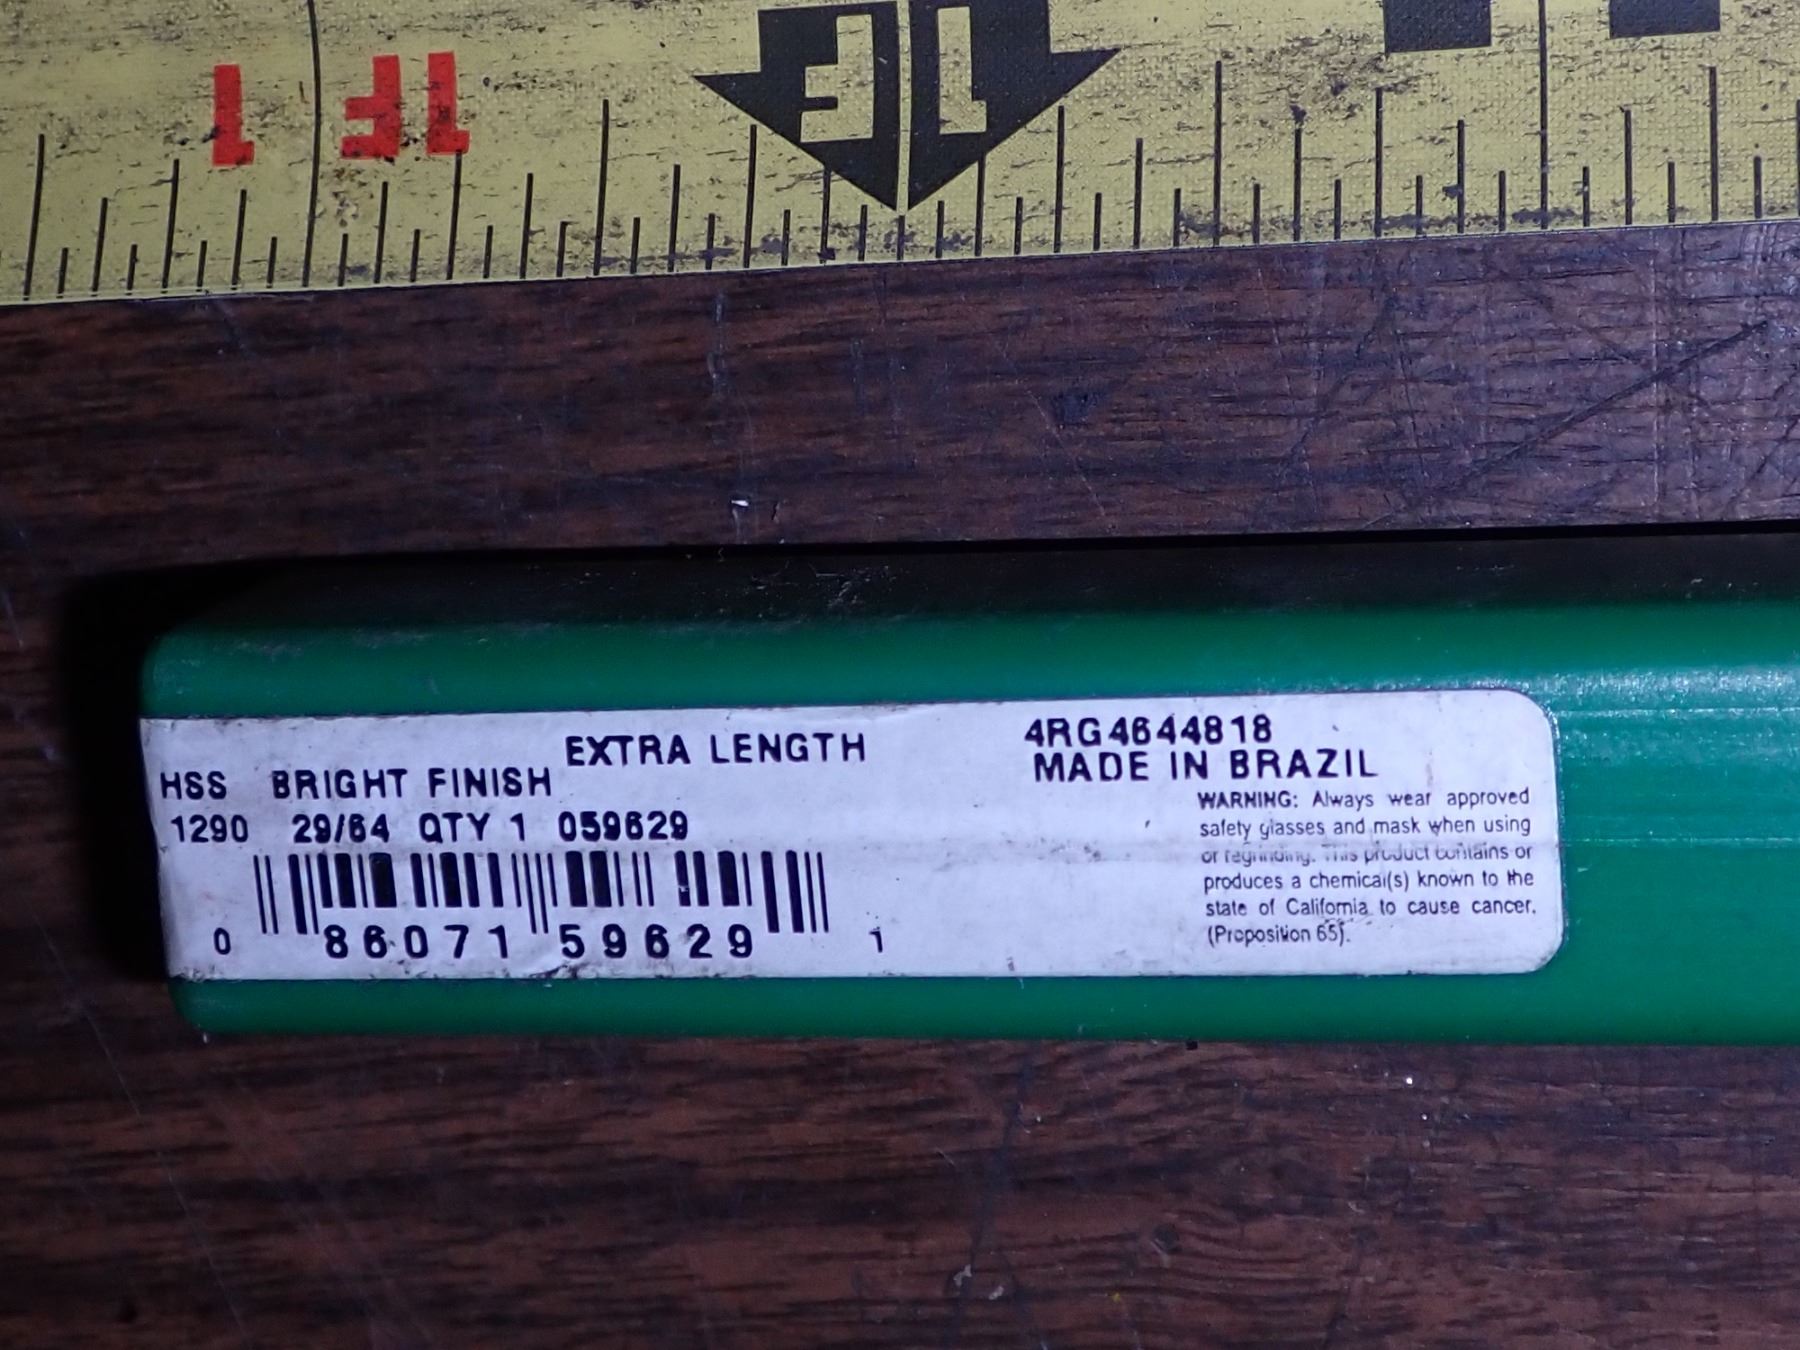 1 1F
1F
EXTRA LENGTH
HSS BRIGHT FINISH
1290 29/64 QTY 1 059629
0 86071 59629 1
4RG4644818
MADE IN BRAZIL
WARNING: Always wear approved
safety glasses and mask when using
or regrinding. This product contains or
produces a chemical(s) known to the
state of California to cause cancer.
(Proposition 65).